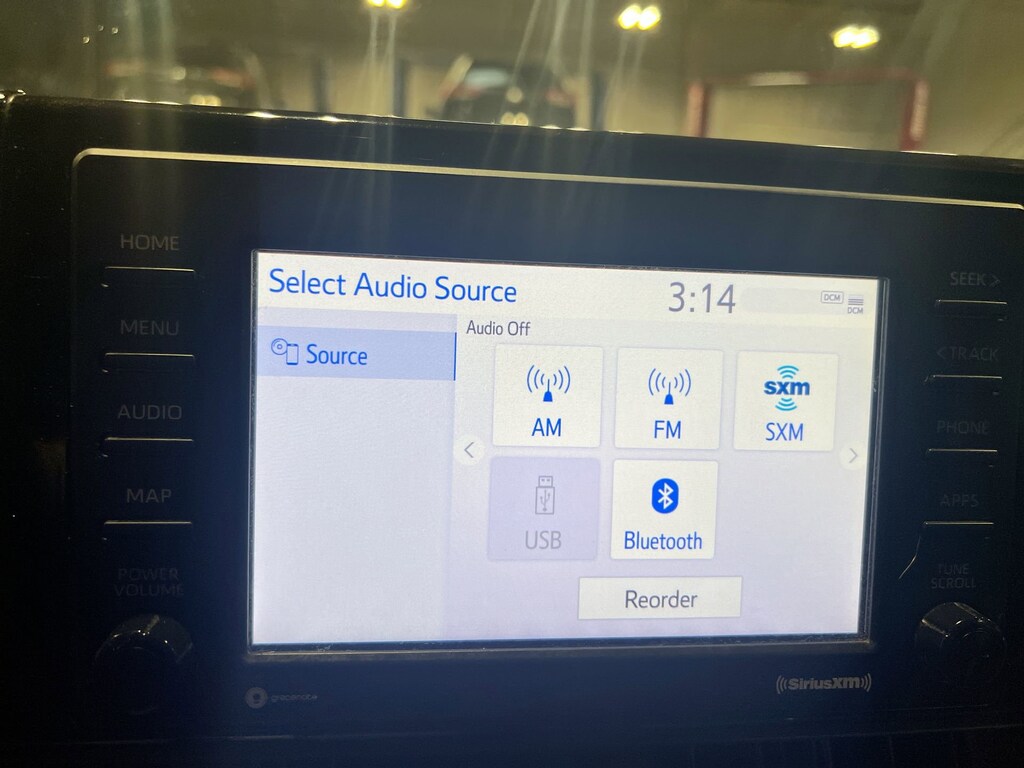 HOME
MENU
AUDIO
MAP
POWER
VOLUME
Select Audio Source
3:14
DCM
DCM
Source
Audio Off
AM
FM
sxm
SXM
USB
Bluetooth
Reorder
SEEK >
< TRACK
PHONE
APPS
TUNE
SCROLL
gracenote
SiriusXM